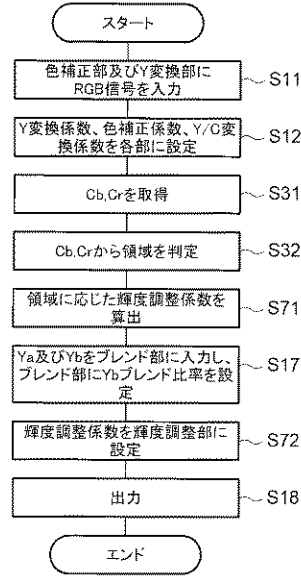 スタート
色補正部及びY変換部に
RGB信号を入力
S11
Y変換係数、色補正係数、Y/C変
換係数を各部に設定
S12
Cb,Crを取得
S31
Cb,Crから領域を判定
S32
領域に応じた輝度調整係数を
算出
S71
Ya及びYbをブレンド部に入力し、
ブレンド部にYbブレンド比率を設
定
S17
輝度調整係数を輝度調整部に
設定
S72
出力
S18
エンド